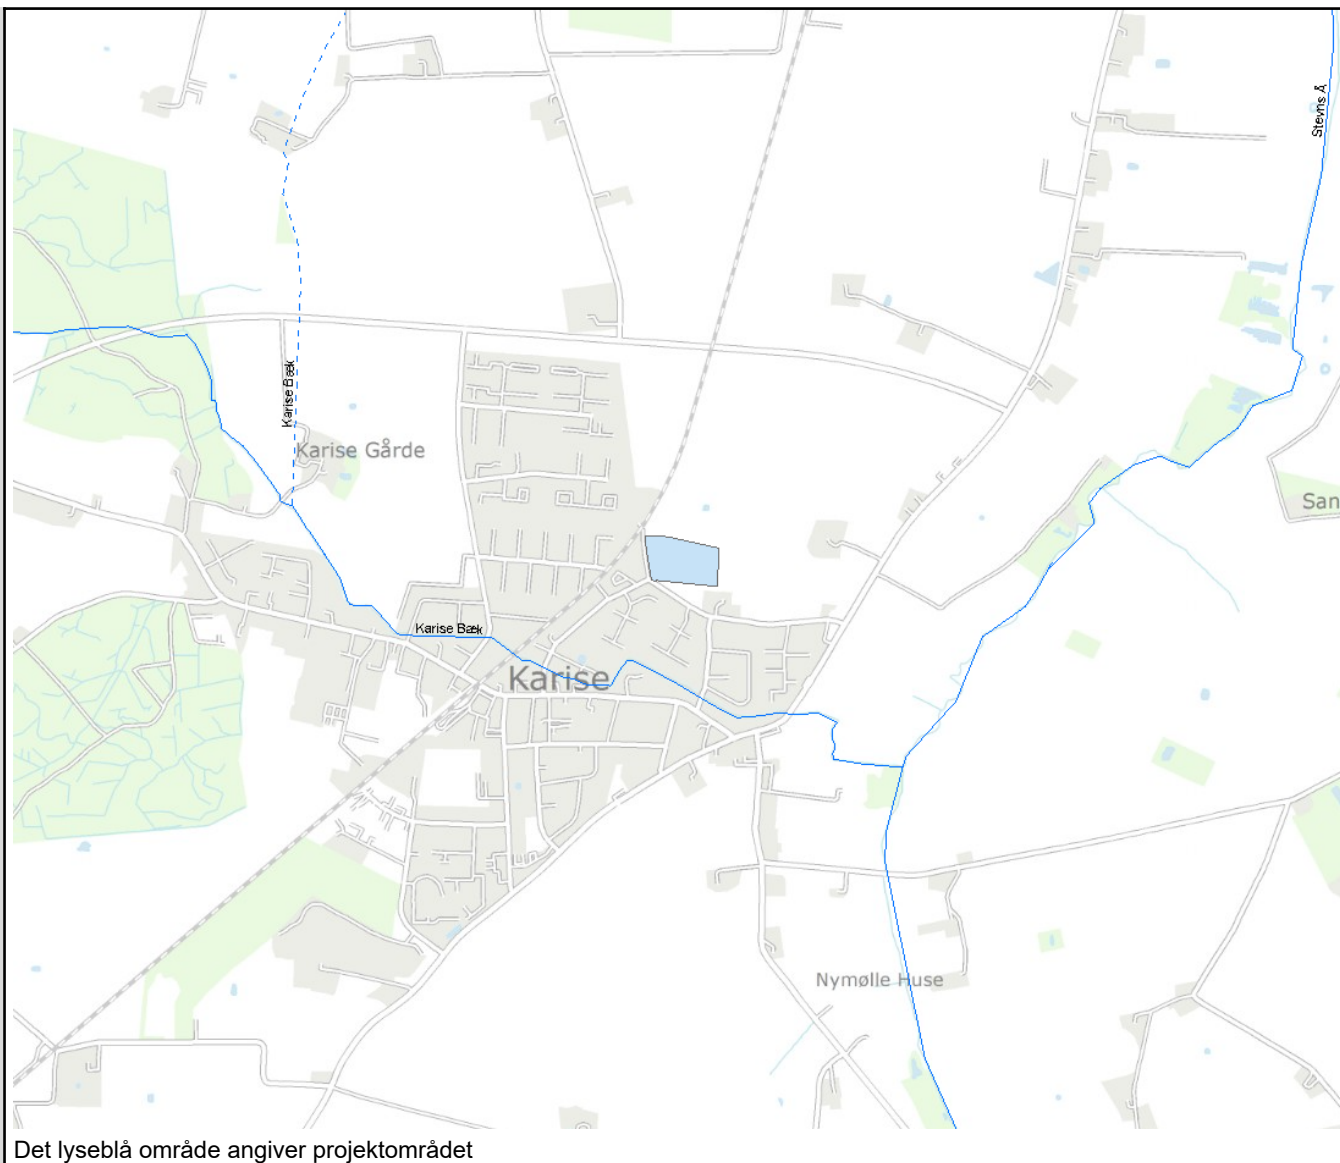 Stevns Å
Karise Bæk
Karise Gårde
San
Karise Bæk
Karise
Nymølle Huse
Det lyseblå område angiver projektområdet